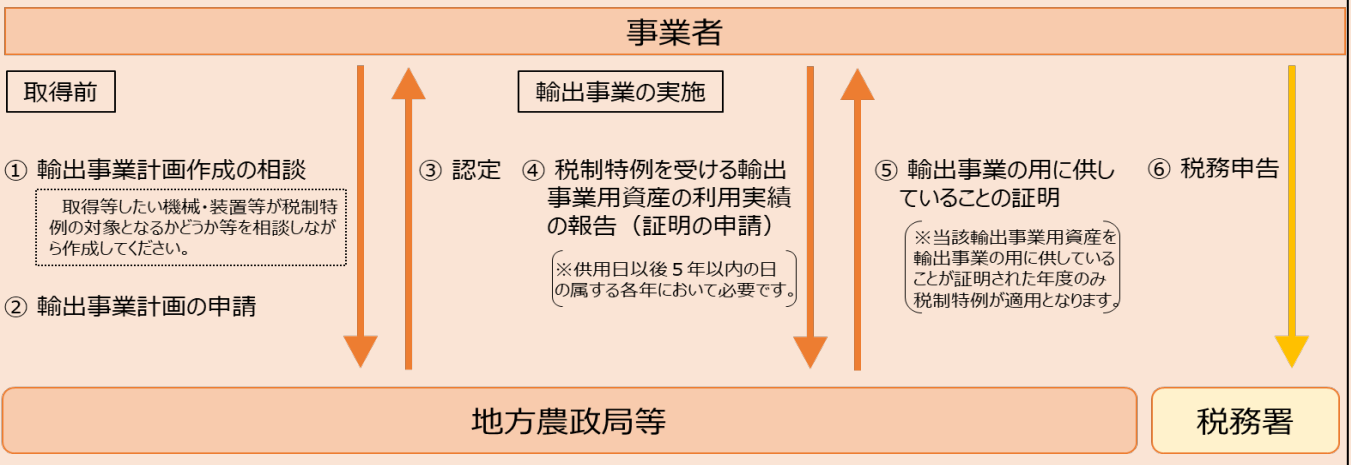 事業者
取得前
① 輸出事業計画作成の相談
取得等したい機械・装置等が税制特
例の対象となるかどうか等を相談しなが
ら作成してください。
② 輸出事業計画の申請
③ 認定
輸出事業の実施
④ 税制特例を受ける輸出
事業用資産の利用実績
の報告（証明の申請）
※供用日以後５年以内の日
の属する各年において必要です。
⑤ 輸出事業の用に供し
ていることの証明
※当該輸出事業用資産を
輸出事業の用に供している
ことが証明された年度のみ
税制特例が適用となります。
⑥ 税務申告
地方農政局等
税務署